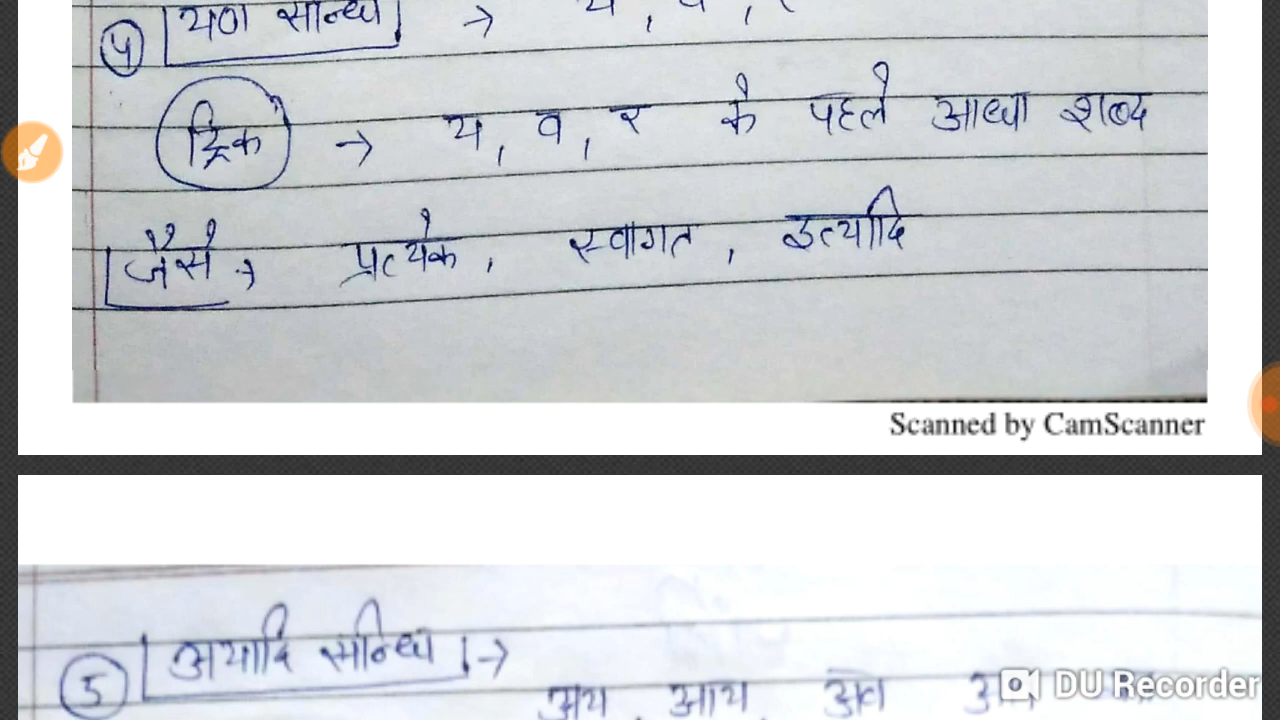 ④ यण सन्धि → य, व, र
ट्रिक → य, व, र के पहले आधा शब्द
जैसे → प्रत्येक, स्वागत, इत्यादि
Scanned by CamScanner
⑤ अयादि सन्धि →
अय, आय, अव
DU Recorder